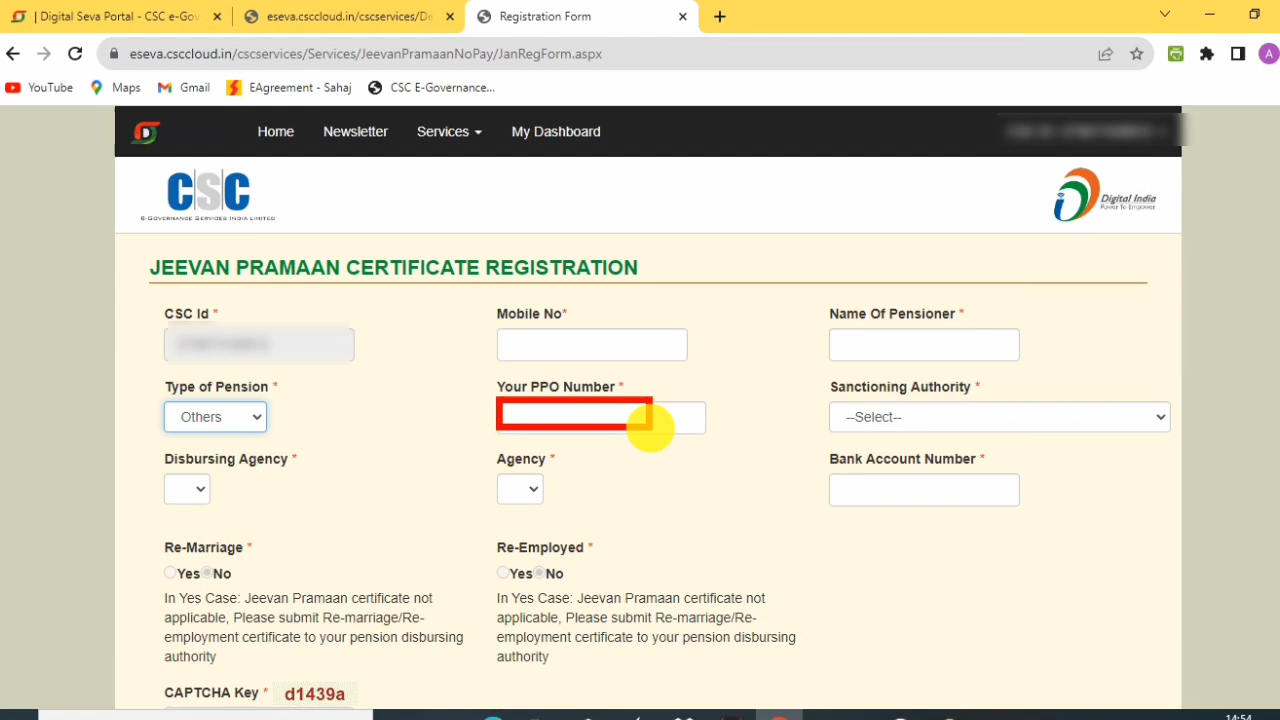 | Digital Seva Portal - CSC e-Gov
eseva.csccloud.in/cscservices/De
Registration Form
eseva.csccloud.in/cscservices/Services/JeevanPramaanNoPay/JanRegForm.aspx
A
YouTube
Maps
Gmail
EAgreement - Sahaj
CSC E-Governance...
Home
Newsletter
Services
My Dashboard
CSC
e-Governance Services India Limited
Digital India
Power To Empower
JEEVAN PRAMAAN CERTIFICATE REGISTRATION
CSC Id *
Mobile No*
Name Of Pensioner *
Type of Pension *
Your PPO Number *
Sanctioning Authority *
Others
--Select--
Disbursing Agency *
Agency *
Bank Account Number *
Re-Marriage *
Re-Employed *
Yes No
Yes No
In Yes Case: Jeevan Pramaan certificate not
applicable, Please submit Re-marriage/Re-
employment certificate to your pension disbursing
authority
In Yes Case: Jeevan Pramaan certificate not
applicable, Please submit Re-marriage/Re-
employment certificate to your pension disbursing
authority
CAPTCHA Key * d1439a
14:54